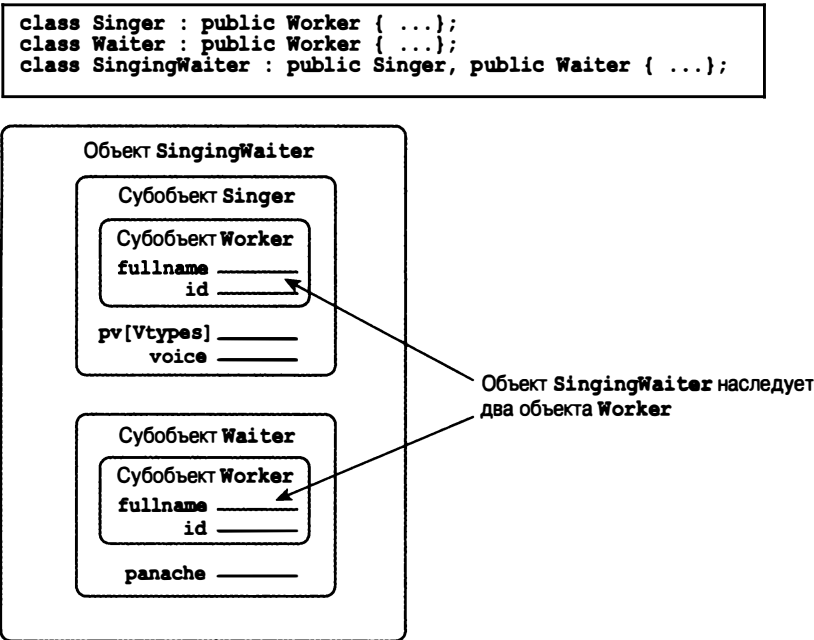 class Singer : public Worker { ...};
class Waiter : public Worker { ...};
class SingingWaiter : public Singer, public Waiter { ...};
Объект SingingWaiter
Субобъект Singer
Субобъект Worker
fullname
id
pv[Vtypes]
voice
Объект SingingWaiter наследует
два объекта Worker
Субобъект Waiter
Субобъект Worker
fullname
id
panache